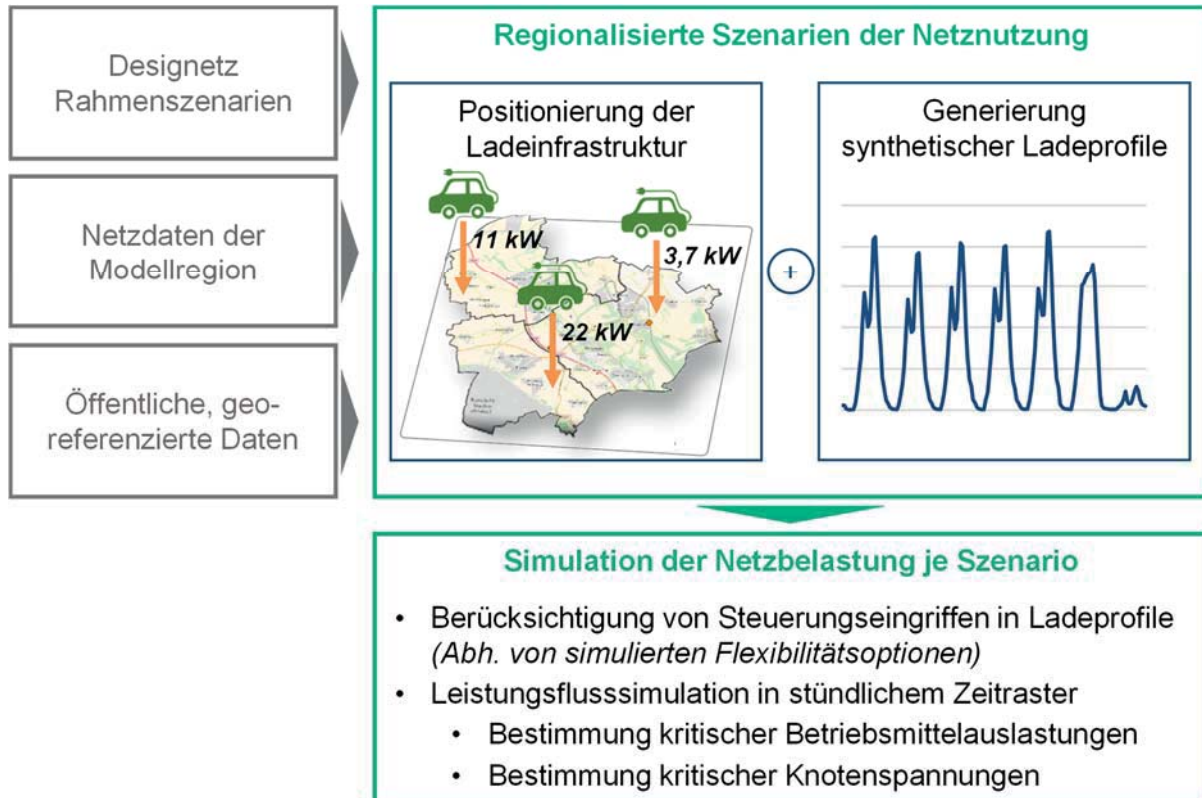 Designetz
Rahmenszenarien
Netzdaten der
Modellregion
Öffentliche, geo-
referenzierte Daten
Regionalisierte Szenarien der Netznutzung
Positionierung der
Ladeinfrastruktur
11 kW
3,7 kW
22 kW
+
Generierung
synthetischer Ladeprofile
Simulation der Netzbelastung je Szenario
• Berücksichtigung von Steuerungseingriffen in Ladeprofile
(Abh. von simulierten Flexibilitätsoptionen)
• Leistungsflusssimulation in stündlichem Zeitraster
• Bestimmung kritischer Betriebsmittelauslastungen
• Bestimmung kritischer Knotenspannungen